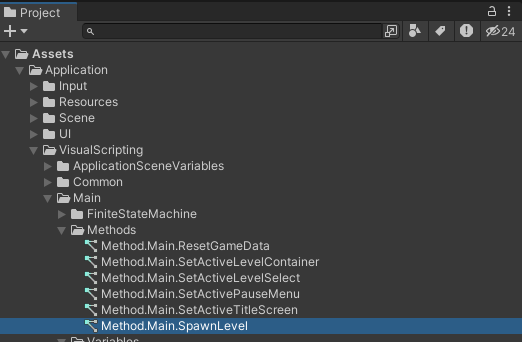 Project
24
Assets
Application
Input
Resources
Scene
UI
VisualScripting
ApplicationSceneVariables
Common
Main
FiniteStateMachine
Methods
Method.Main.ResetGameData
Method.Main.SetActiveLevelContainer
Method.Main.SetActiveLevelSelect
Method.Main.SetActivePauseMenu
Method.Main.SetActiveTitleScreen
Method.Main.SpawnLevel
Variables